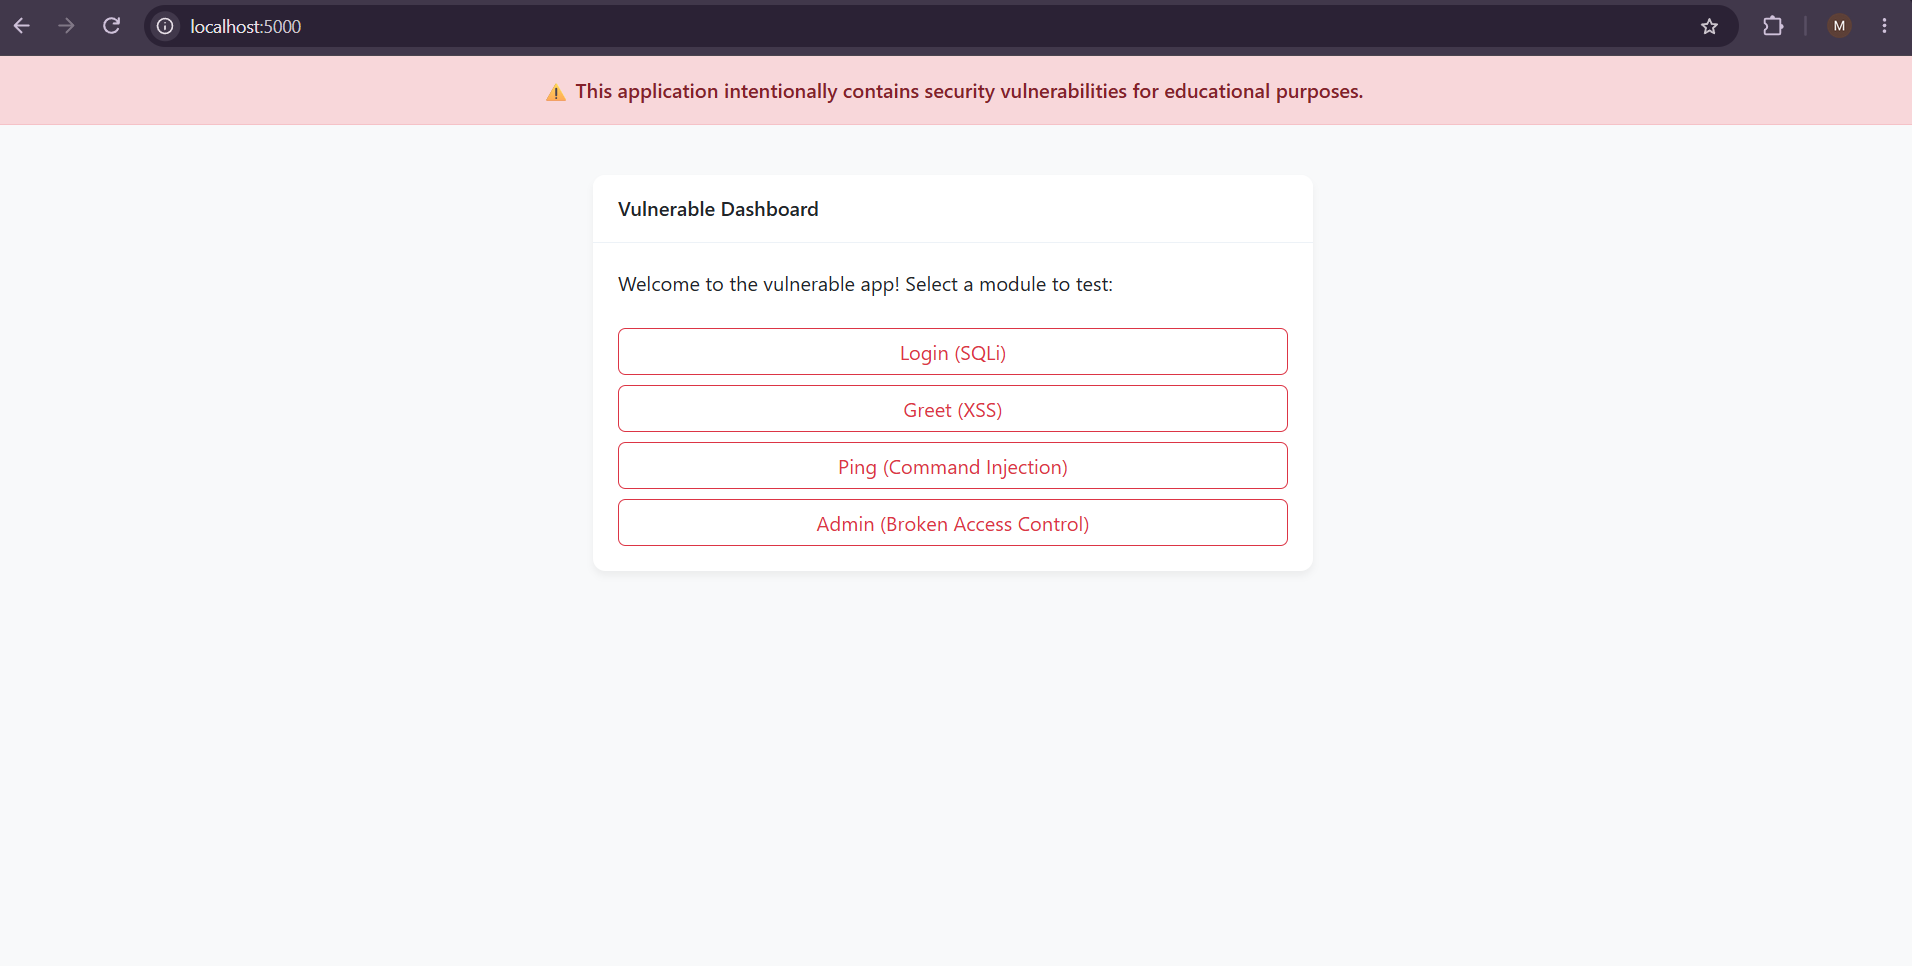 localhost:5000
M
⚠️ This application intentionally contains security vulnerabilities for educational purposes.
Vulnerable Dashboard
Welcome to the vulnerable app! Select a module to test:
Login (SQLi)
Greet (XSS)
Ping (Command Injection)
Admin (Broken Access Control)